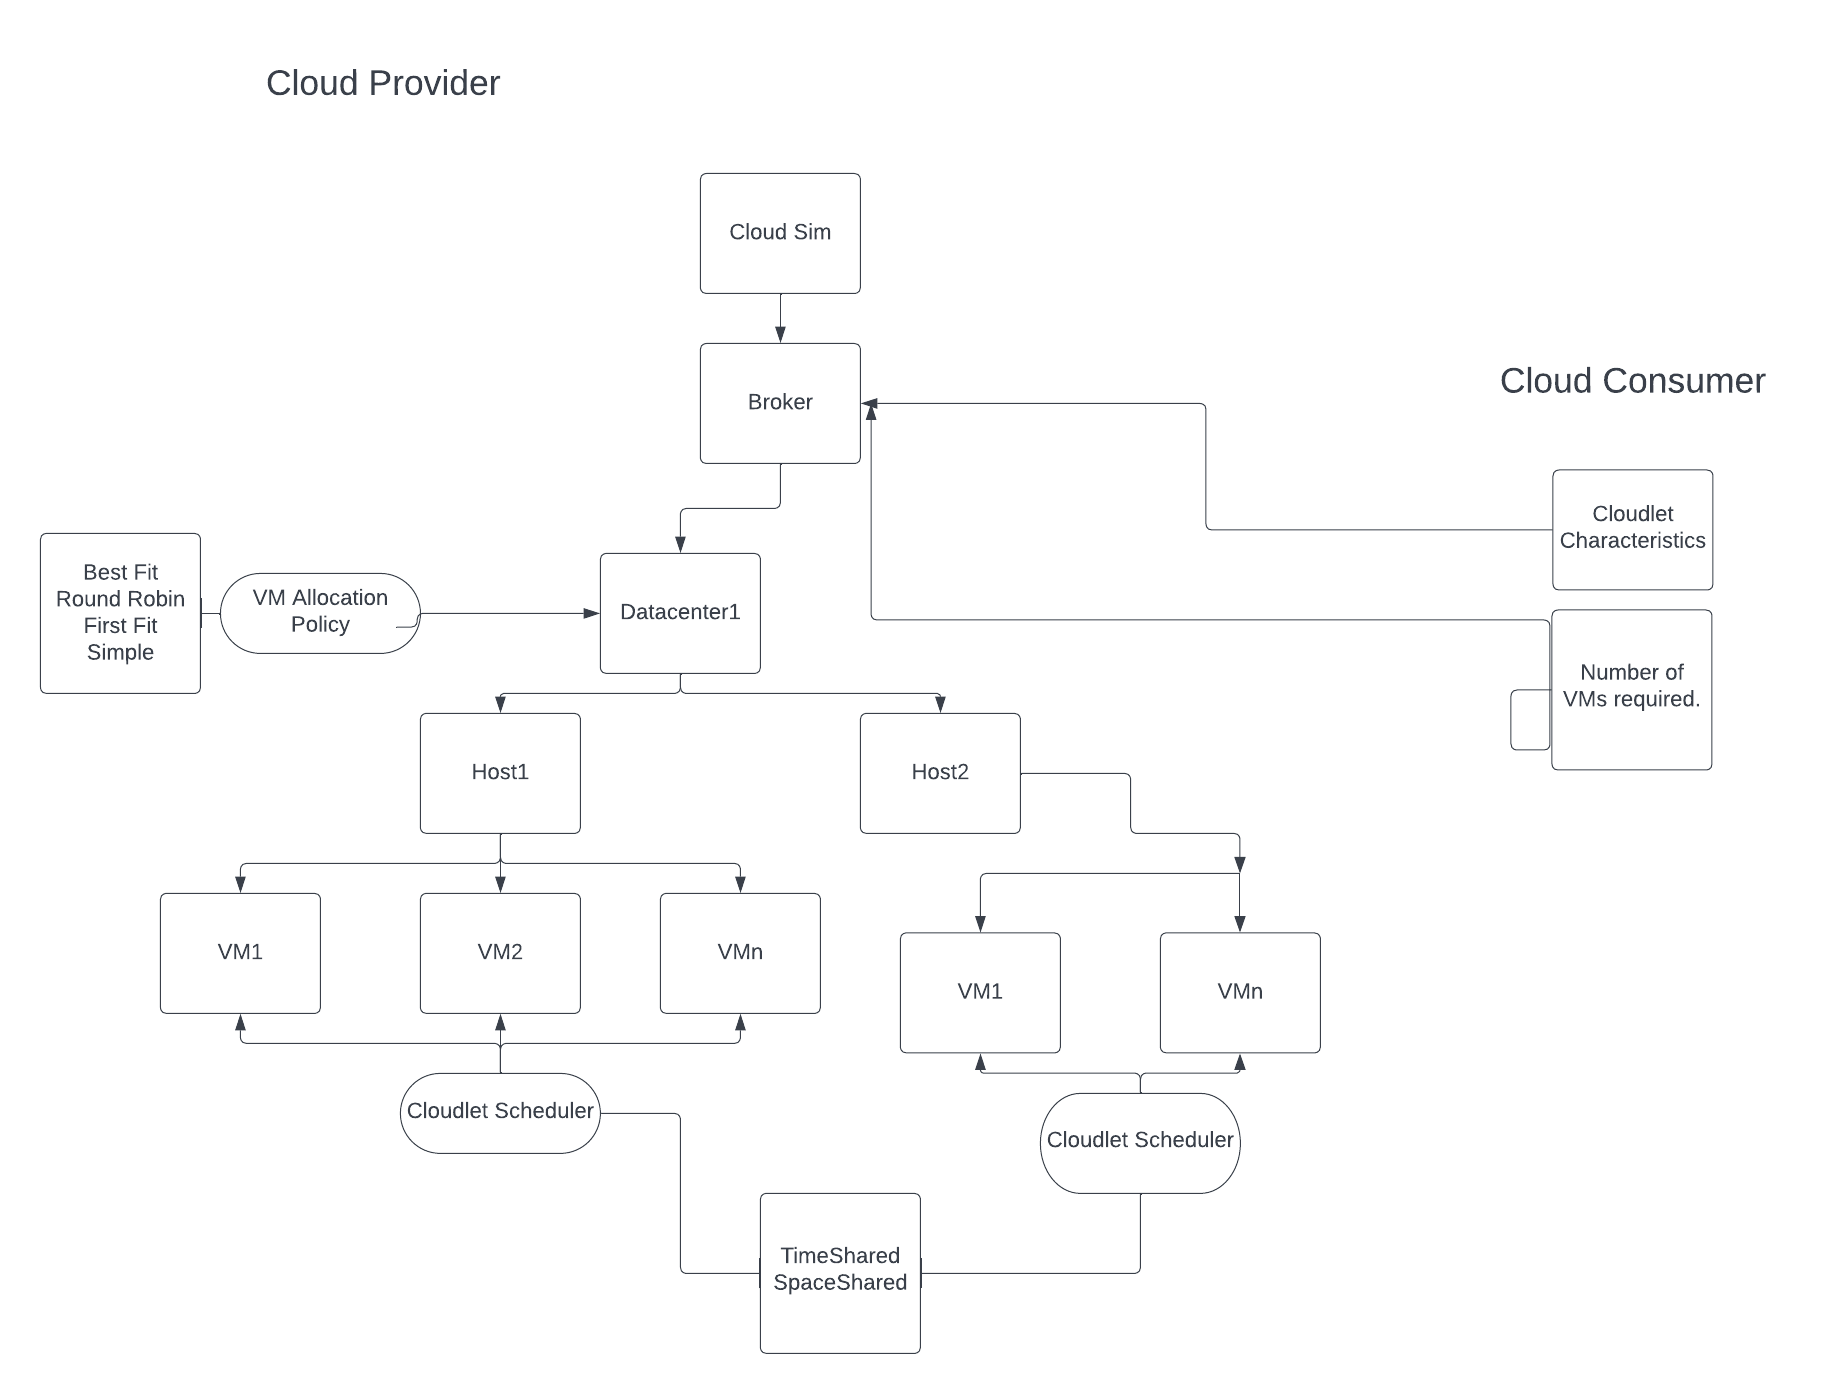 Cloud Provider
Cloud Sim
Broker
Cloud Consumer
Cloudlet
Characteristics
Best Fit
Round Robin
First Fit
Simple
VM Allocation
Policy
Datacenter1
Number of
VMs required.
Host1
Host2
VM1
VM2
VMn
VM1
VMn
Cloudlet Scheduler
Cloudlet Scheduler
TimeShared
SpaceShared